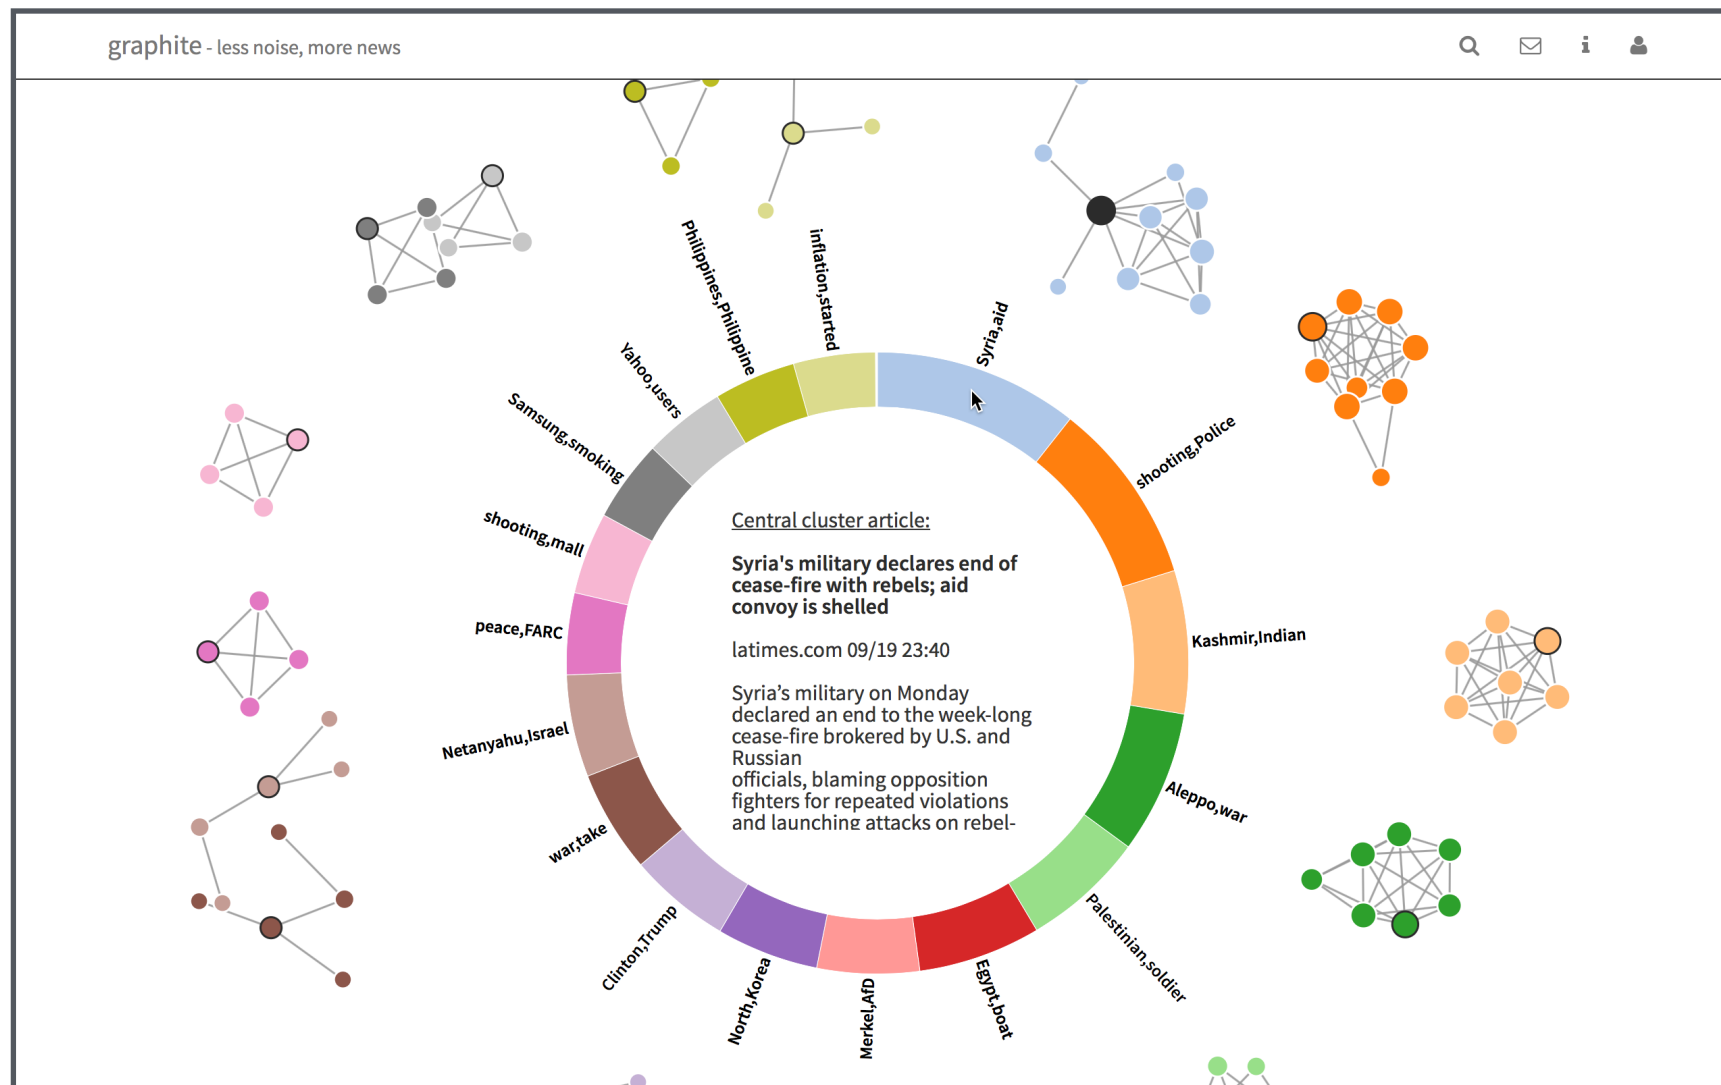 graphite - less noise, more news
Philippines,Philippine
inflation,started
Syria,aid
Yahoo,users
Samsung,smoking
shooting,Police
shooting,mall
peace,FARC
Kashmir,Indian
Netanyahu,Israel
Aleppo,war
war,take
Palestinian,soldier
Clinton,Trump
North,Korea
Merkel,AfD
Egypt,boat
Central cluster article:
Syria's military declares end of
cease-fire with rebels; aid
convoy is shelled
latimes.com 09/19 23:40
Syria’s military on Monday
declared an end to the week-long
cease-fire brokered by U.S. and
Russian
officials, blaming opposition
fighters for repeated violations
and launching attacks on rebel-